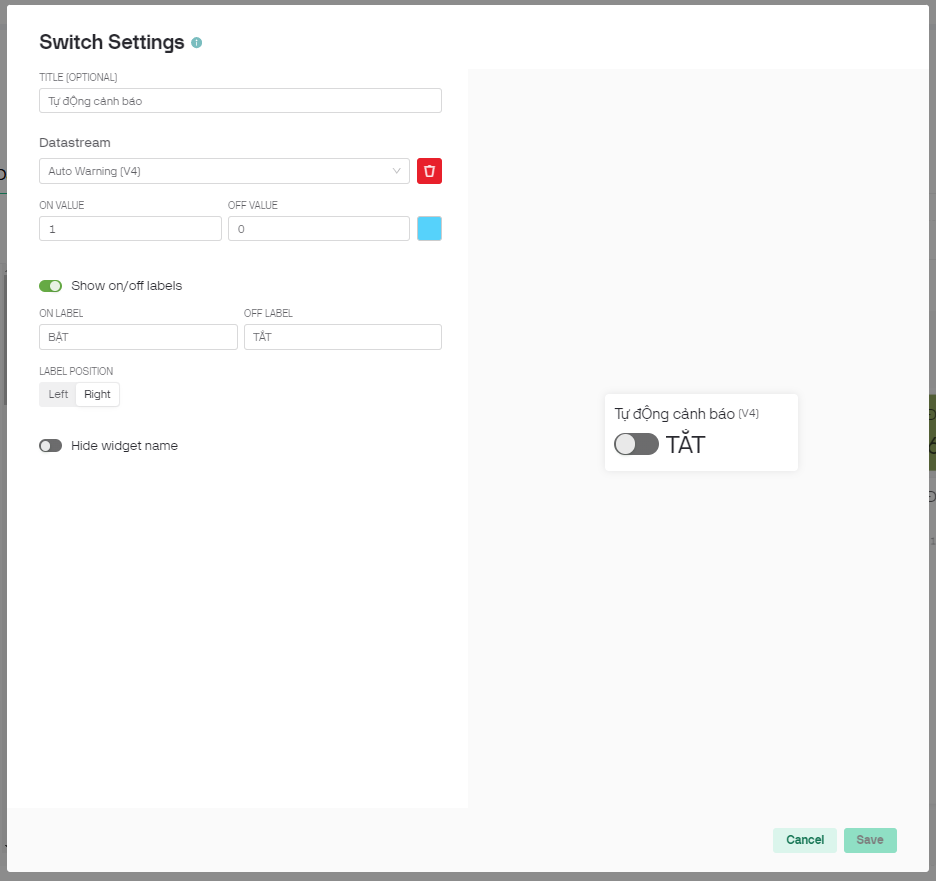 Switch Settings
TITLE (OPTIONAL)
Tự động cảnh báo
Datastream
Auto Warning (V4)
ON VALUE
OFF VALUE
1
0
Show on/off labels
ON LABEL
OFF LABEL
BẬT
TẮT
LABEL POSITION
Left
Right
Hide widget name
Tự động cảnh báo (V4)
TẮT
Cancel
Save